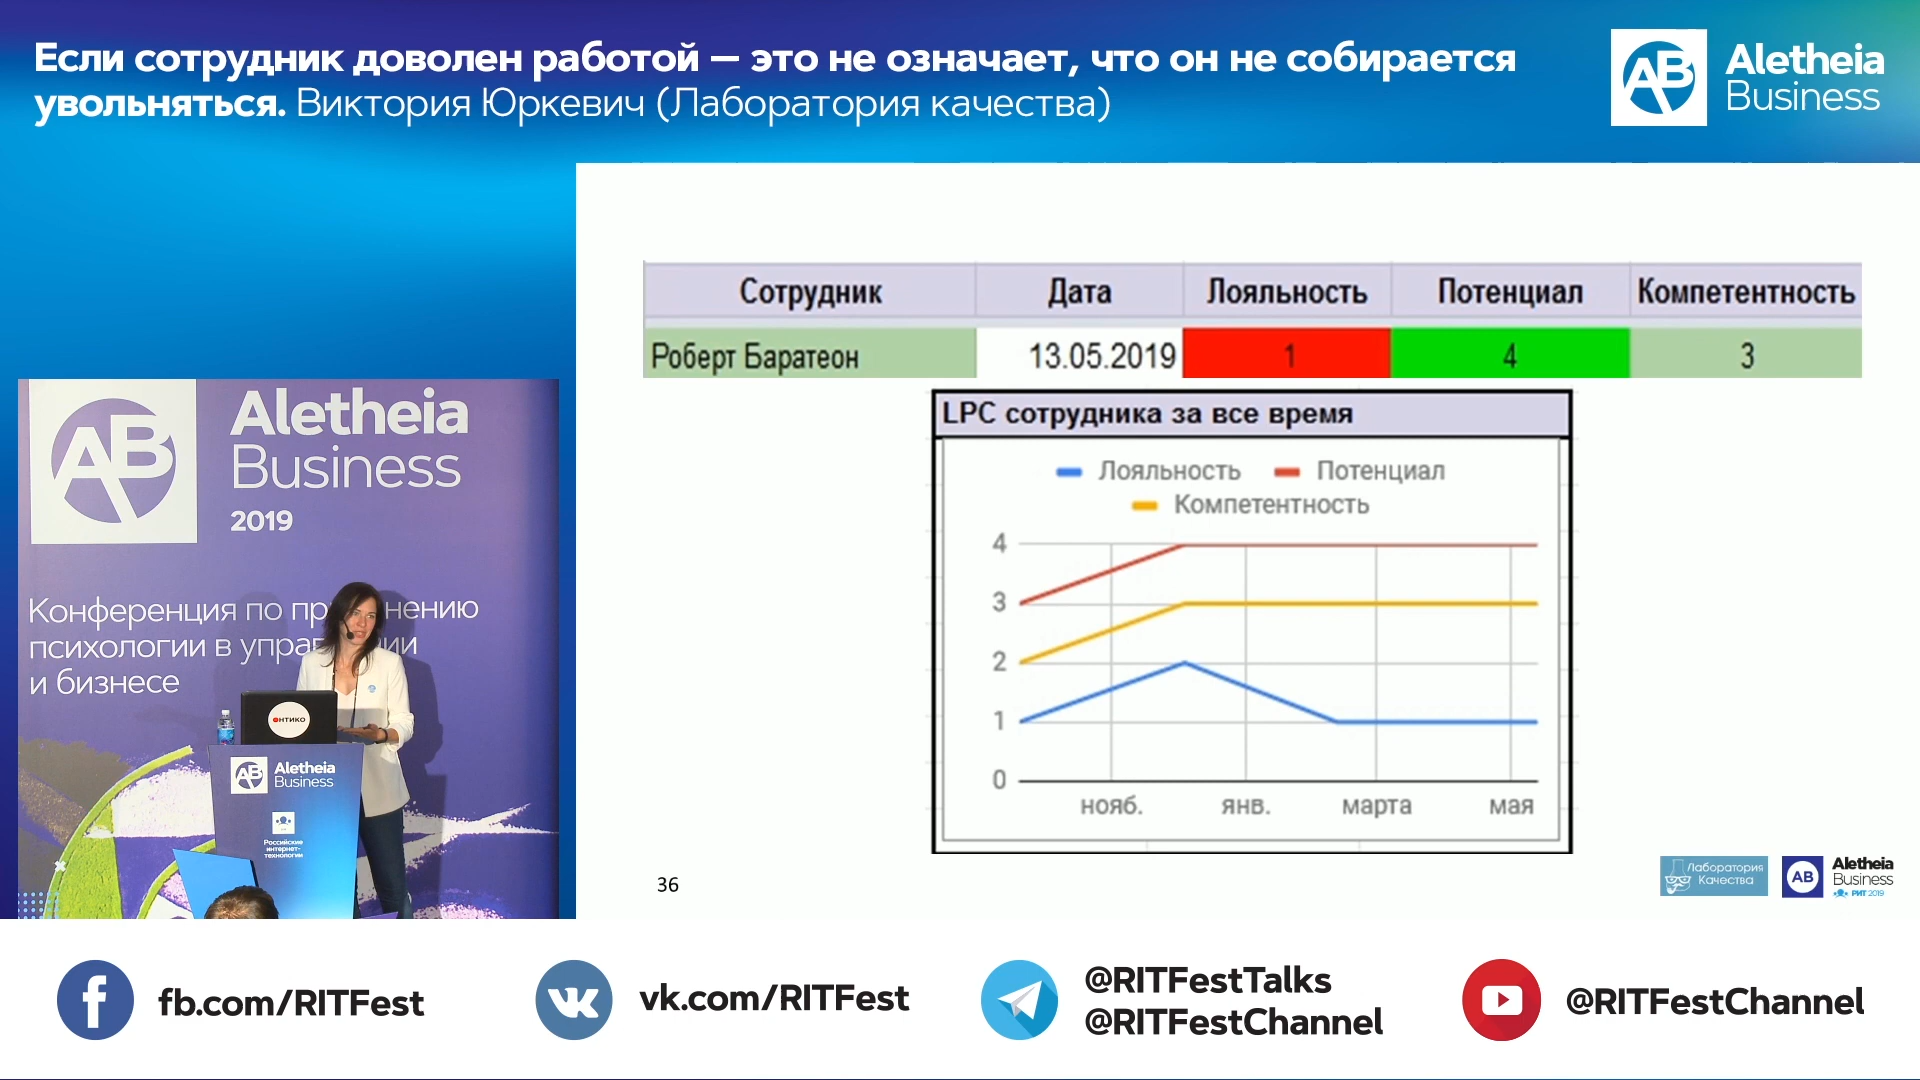 Если сотрудник доволен работой — это не означает, что он не собирается
увольняться. Виктория Юркевич (Лаборатория качества)
AB
Aletheia
Business
Сотрудник Дата Лояльность Потенциал Компетентность
Роберт Баратеон 13.05.2019 1 4 3
LPC сотрудника за все время
Лояльность Потенциал
Компетентность
4
3
2
1
0
нояб. янв. марта мая
36
Лаборатория
Качества
AB
Aletheia
Business
РИТ 2019
AB
Aletheia
Business
2019
Конференция по
психологии в
и бизнесе
ОНТИКО
AB
Aletheia
Business
Российские
интернет-
технологии
fb.com/RITFest
vk.com/RITFest
@RITFestTalks
@RITFestChannel
@RITFestChannel